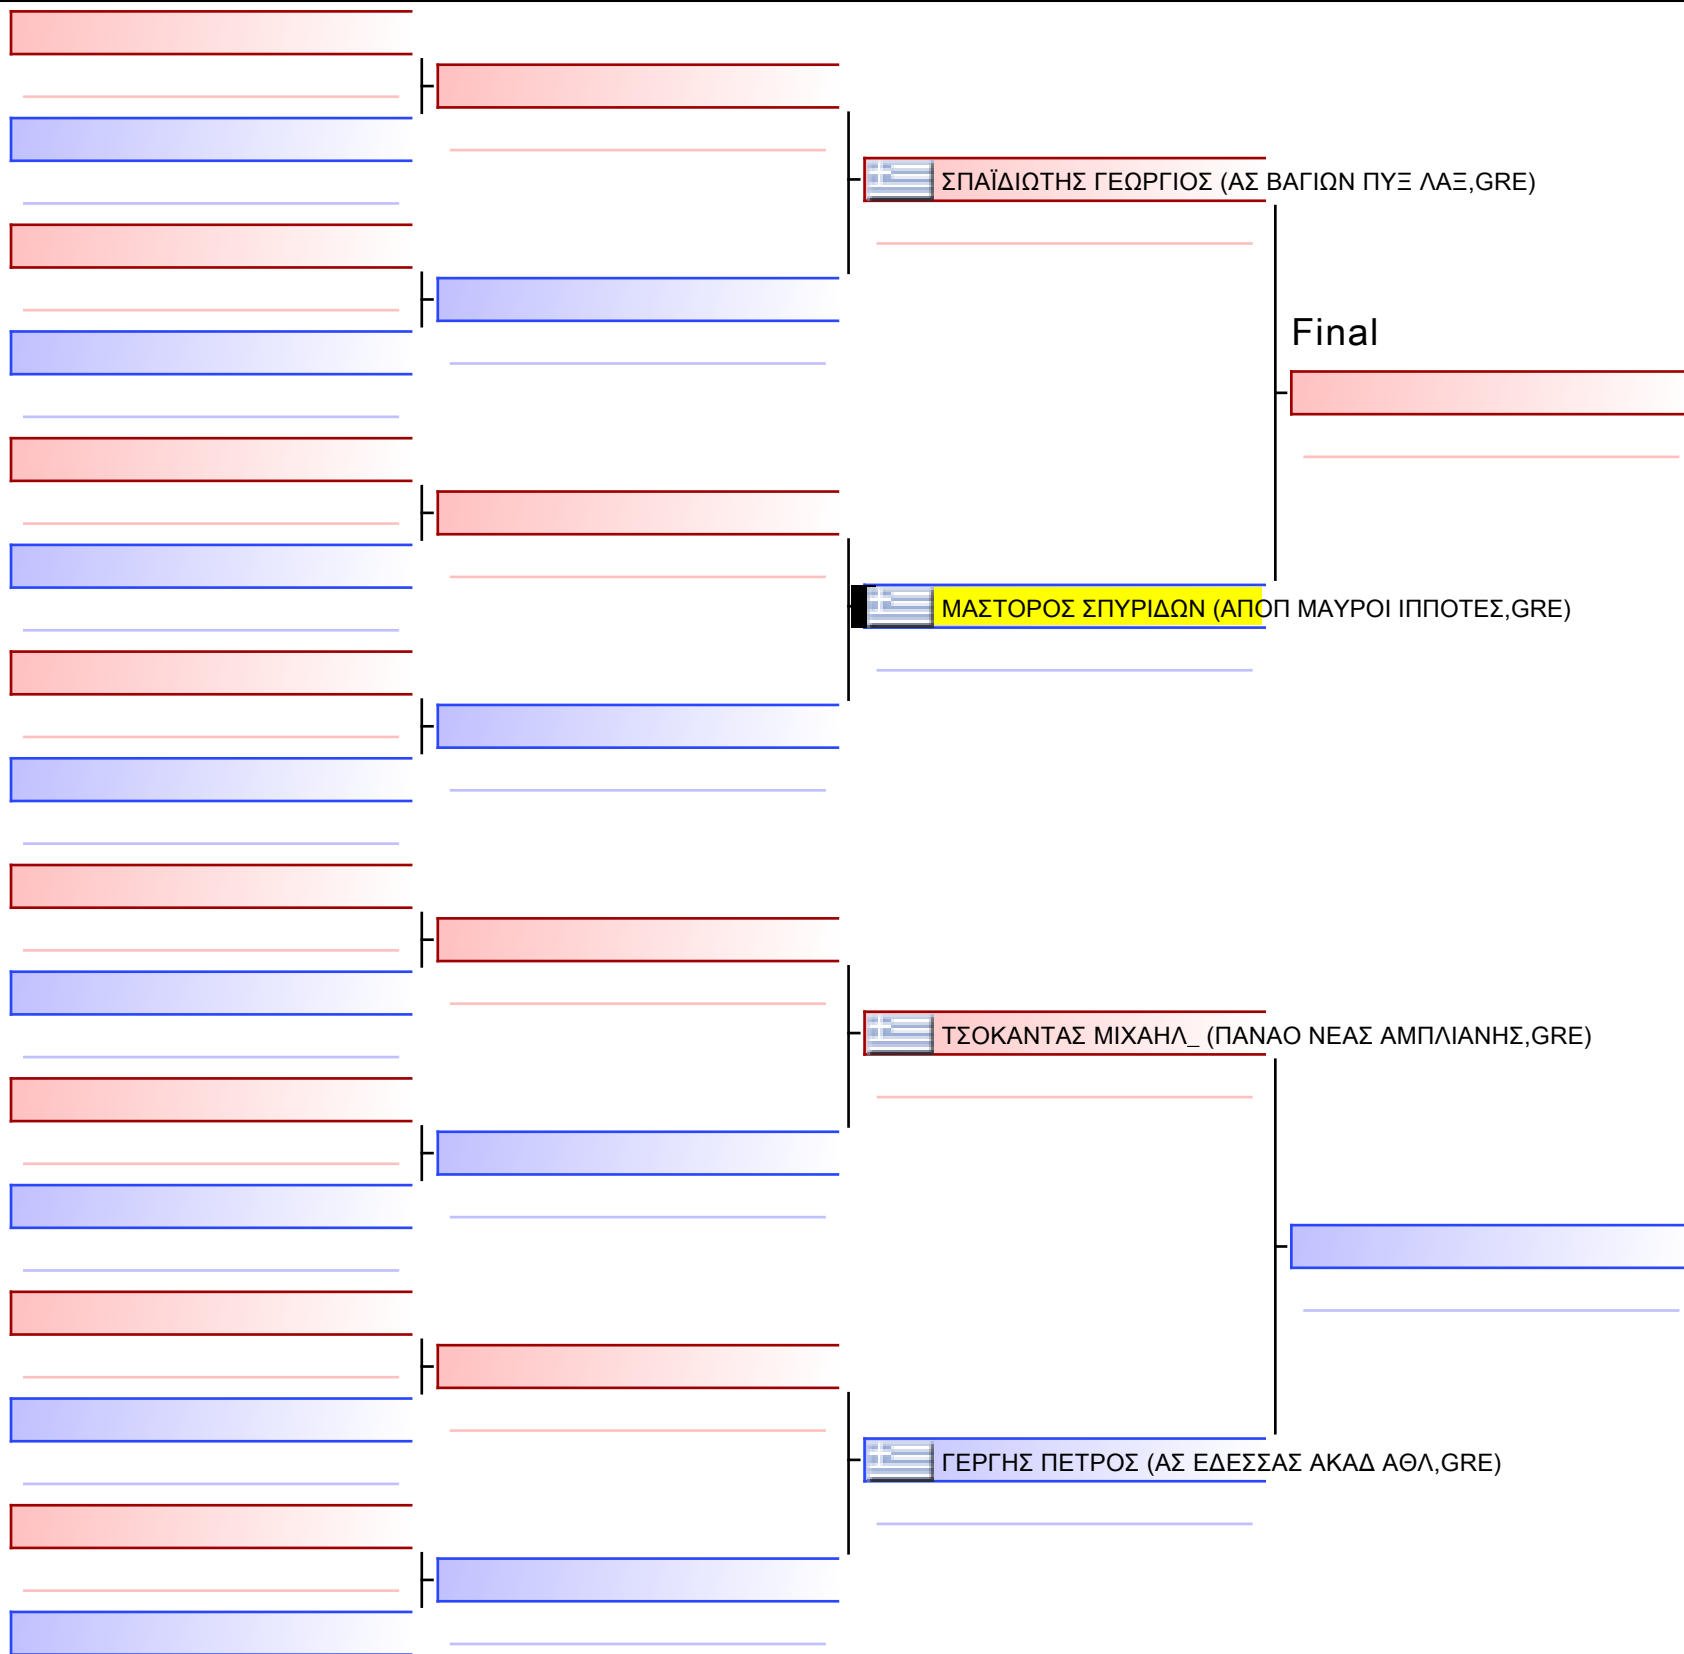 ΣΠΑΪΔΙΩΤΗΣ ΓΕΩΡΓΙΟΣ (ΑΣ ΒΑΓΙΩΝ ΠΥΞ ΛΑΞ,GRE)
Final
ΜΑΣΤΟΡΟΣ ΣΠΥΡΙΔΩΝ (ΑΠΟΠ ΜΑΥΡΟΙ ΙΠΠΟΤΕΣ,GRE)
ΤΣΟΚΑΝΤΑΣ ΜΙΧΑΗΛ_ (ΠΑΝΑΟ ΝΕΑΣ ΑΜΠΛΙΑΝΗΣ,GRE)
ΓΕΡΓΗΣ ΠΕΤΡΟΣ (ΑΣ ΕΔΕΣΣΑΣ ΑΚΑΔ ΑΘΛ,GRE)